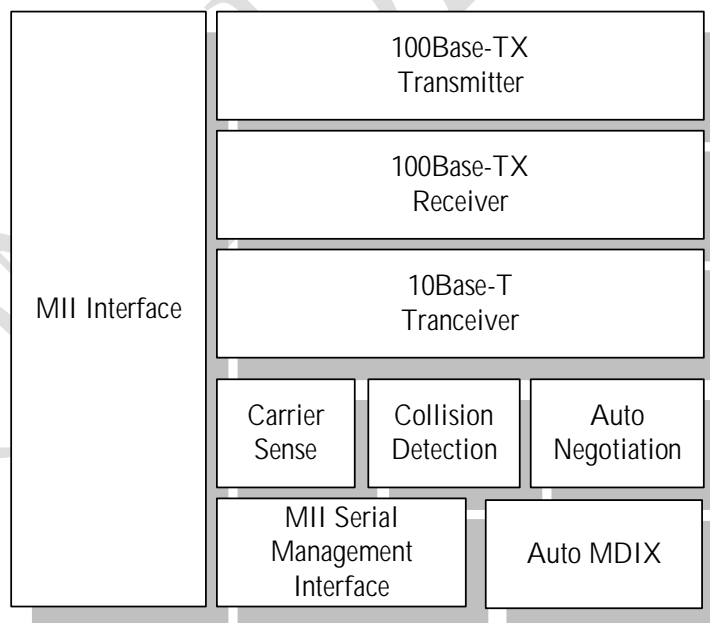 MII Interface
100Base-TX
Transmitter
100Base-TX
Receiver
10Base-T
Tranceiver
Carrier
Sense
Collision
Detection
Auto
Negotiation
MII Serial
Management
Interface
Auto MDIX